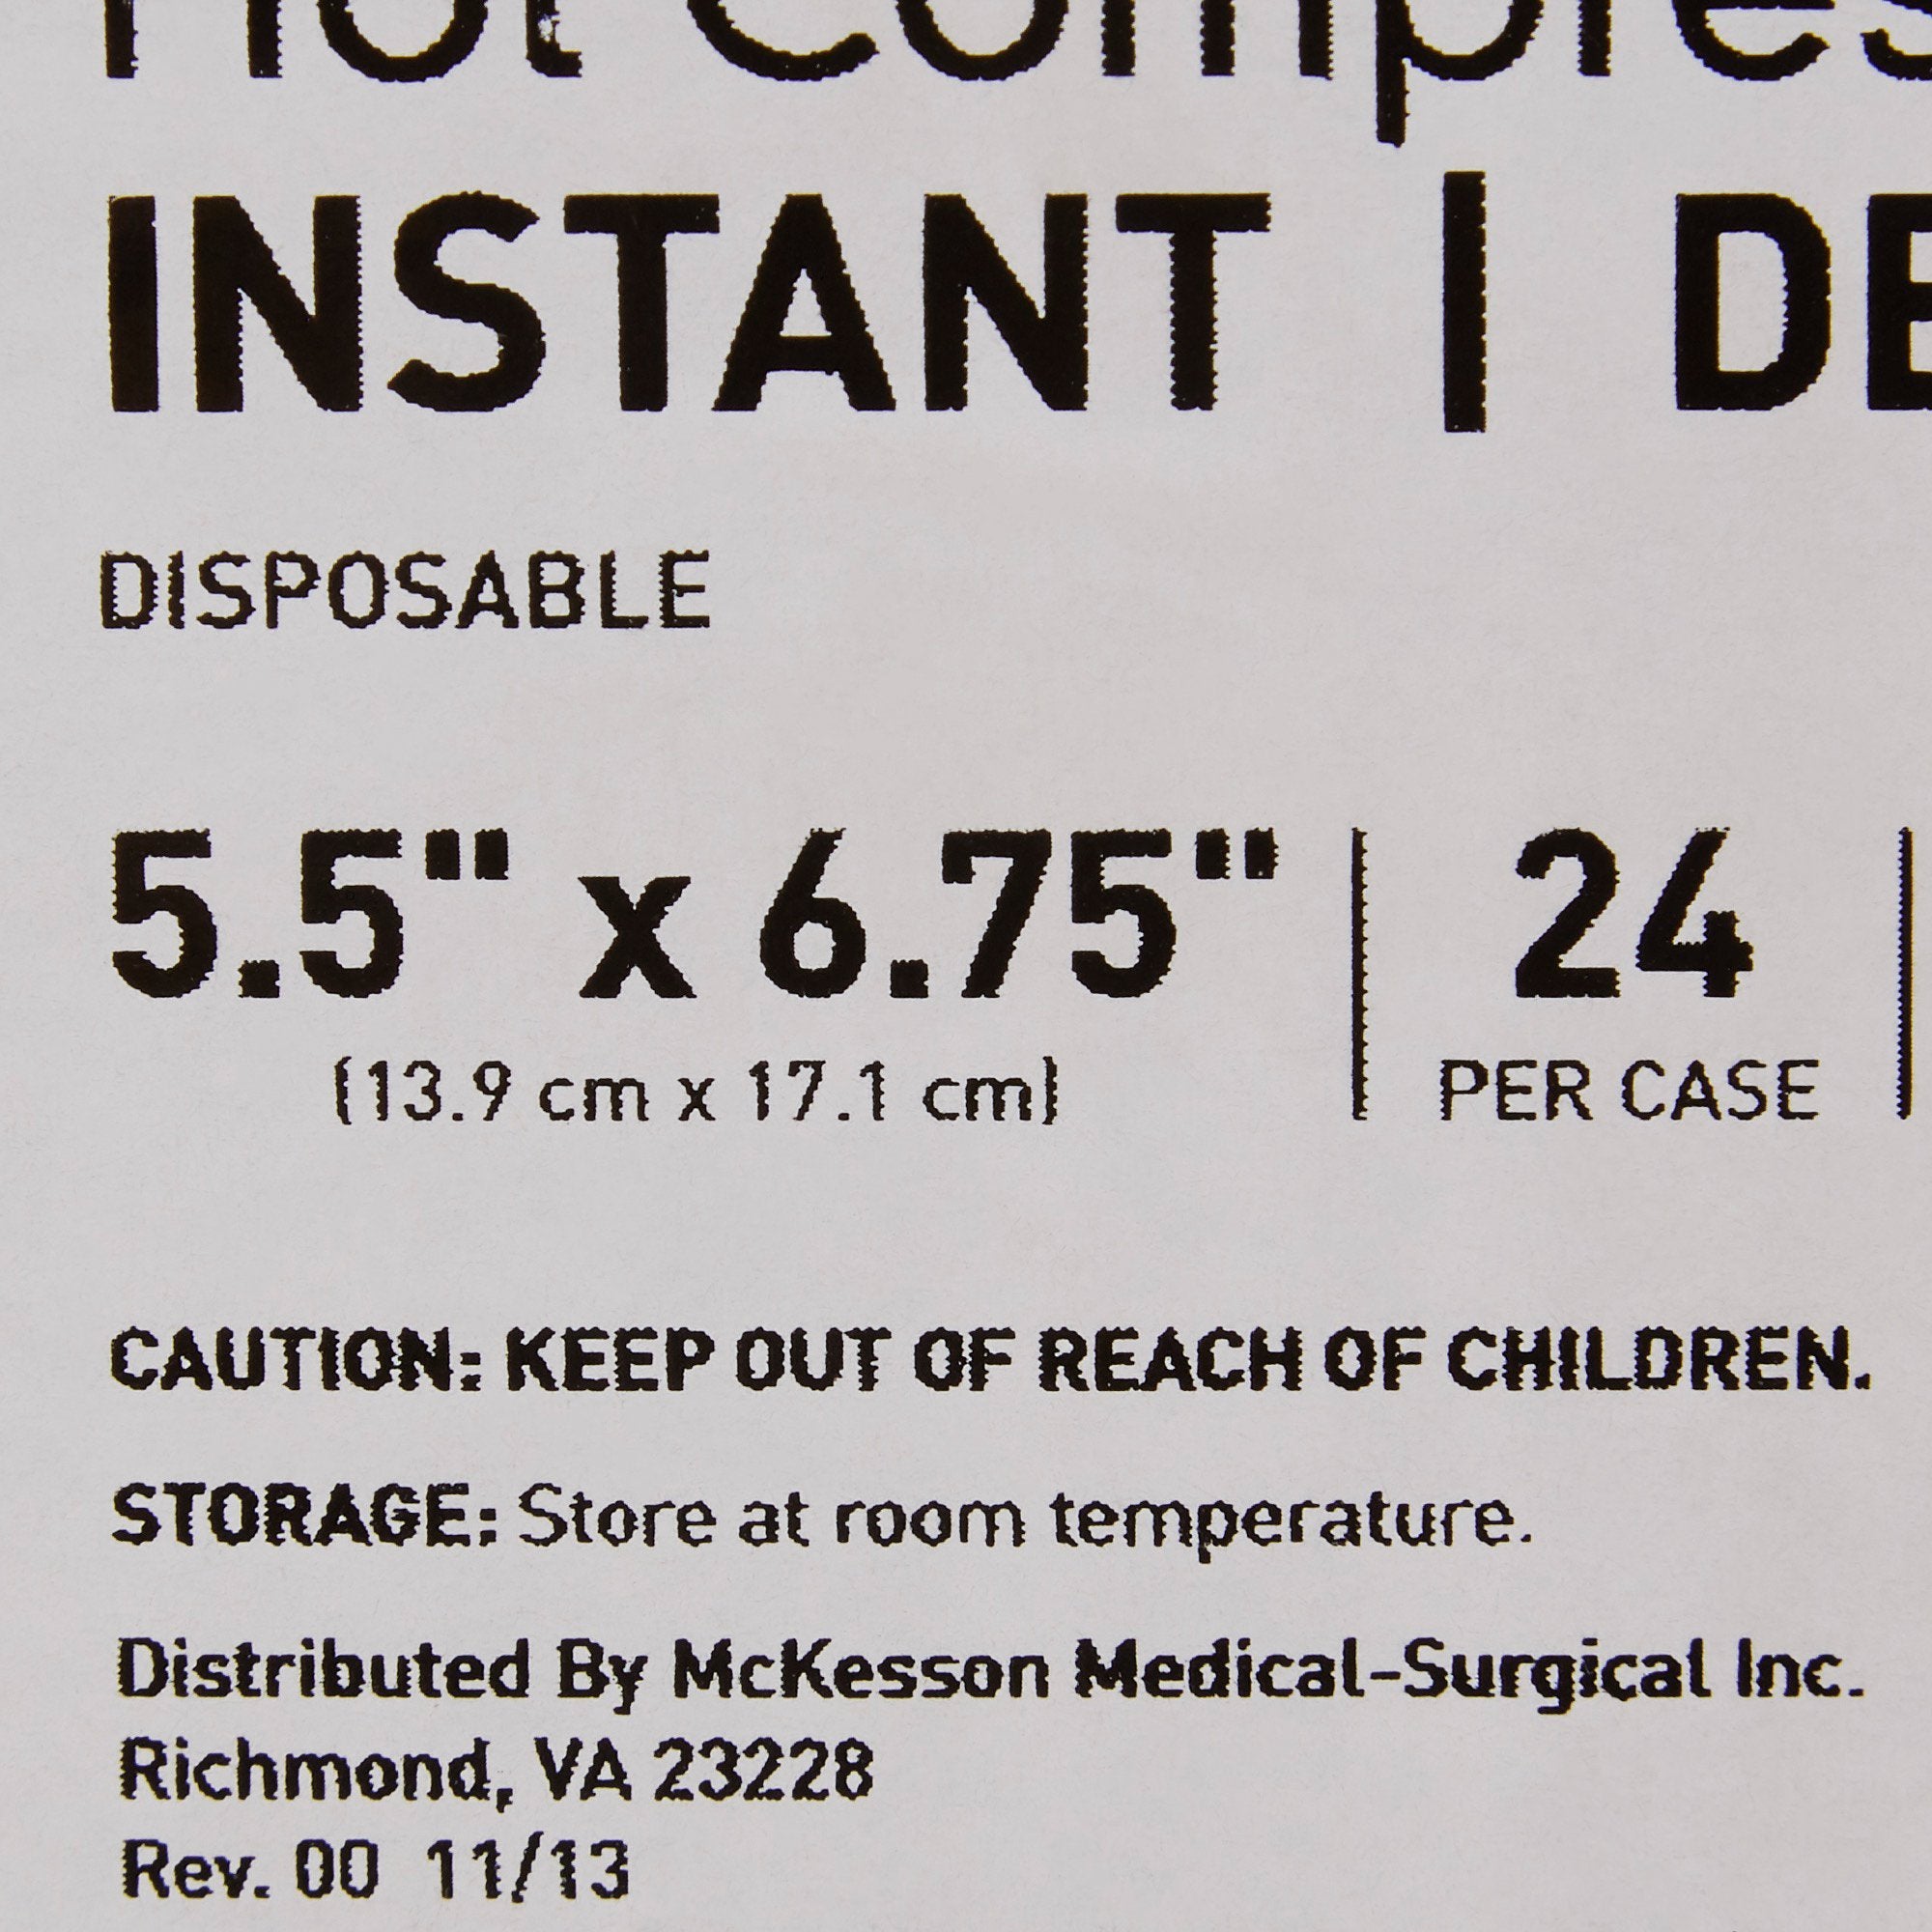 Hot Compres
INSTANT | DE
DISPOSABLE
5.5" x 6.75" | 24 |
(13.9 cm x 17.1 cm) PER CASE
CAUTION: KEEP OUT OF REACH OF CHILDREN.
STORAGE: Store at room temperature.
Distributed By McKesson Medical-Surgical Inc.
Richmond, VA 23228
Rev. 00 11/13